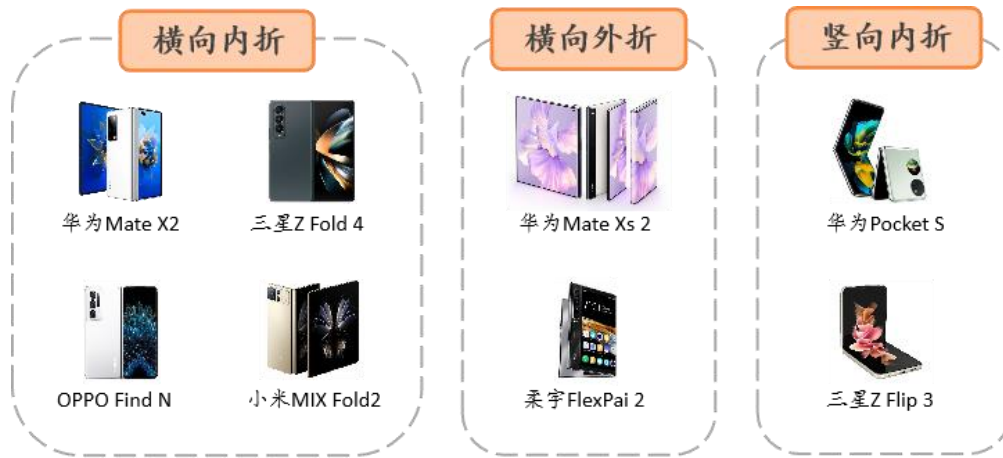 横向内折
横向外折
竖向内折
华为Mate X2
三星Z Fold 4
华为Mate Xs 2
华为Pocket S
OPPO Find N
小米MIX Fold2
柔宇FlexPai 2
三星Z Flip 3